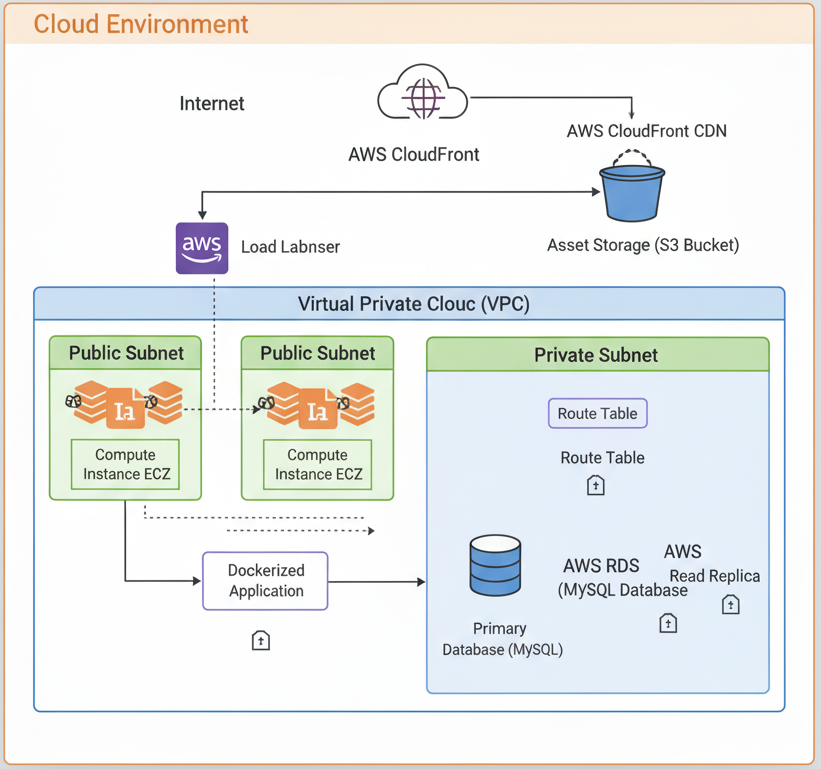 Cloud Environment
Internet
AWS CloudFront CDN
AWS CloudFront
aws
Load Labnser
Asset Storage (S3 Bucket)
Virtual Private Clouc (VPC)
Public Subnet
Public Subnet
Private Subnet
Ia
Ia
Route Table
Compute
Instance ECZ
Compute
Instance ECZ
Route Table
Dockerized
Application
AWS RDS
(MySQL Database
AWS
Read Replica
Primary
Database (MySQL)